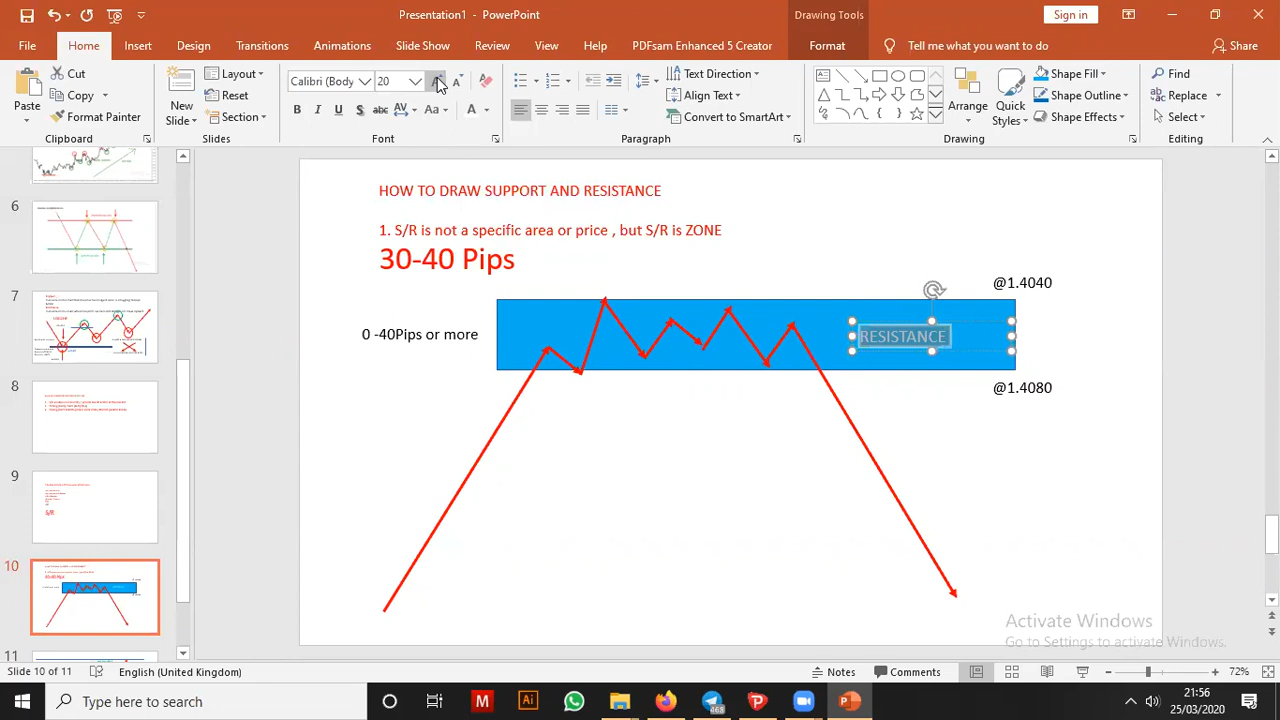 Presentation1 - PowerPoint
Drawing Tools
Sign in
File
Home
Insert
Design
Transitions
Animations
Slide Show
Review
View
Help
PDFsam Enhanced 5 Creator
Format
Tell me what you want to do
Share
Paste
Cut
Copy
Format Painter
Clipboard
New Slide
Layout
Reset
Section
Slides
Calibri (Body
20
Font
Align Text
Text Direction
Convert to SmartArt
Paragraph
Arrange
Quick Styles
Shape Fill
Shape Outline
Shape Effects
Drawing
Find
Replace
Select
Editing
6
7
8
9
10
11
HOW TO DRAW SUPPORT AND RESISTANCE
1. S/R is not a specific area or price , but S/R is ZONE
30-40 Pips
@1.4040
0 -40Pips or more
RESISTANCE
@1.4080
Activate Windows
Go to Settings to activate Windows.
Slide 10 of 11
English (United Kingdom)
Notes
Comments
72%
Type here to search
21:56
25/03/2020